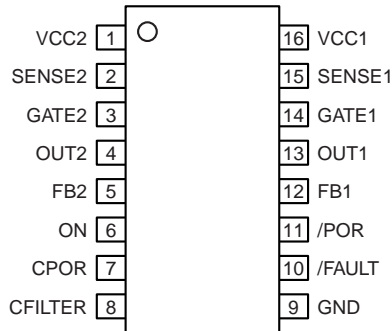 VCC2 1 16 VCC1
SENSE2 2 15 SENSE1
GATE2 3 14 GATE1
OUT2 4 13 OUT1
FB2 5 12 FB1
ON 6 11 /POR
CPOR 7 10 /FAULT
CFILTER 8 9 GND